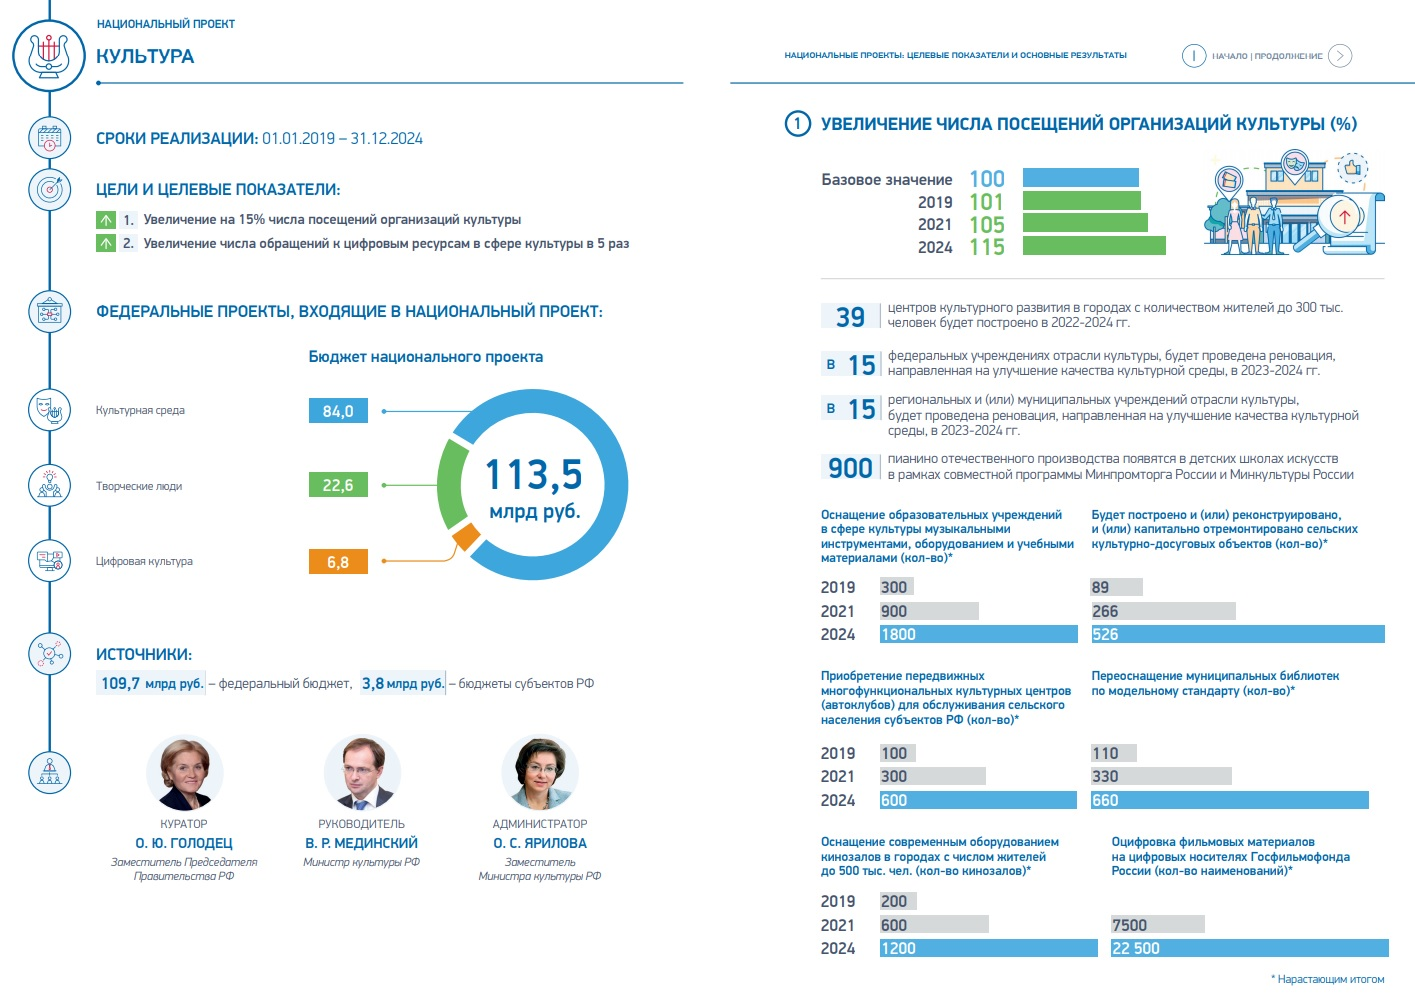 НАЦИОНАЛЬНЫЙ ПРОЕКТ
КУЛЬТУРА
СРОКИ РЕАЛИЗАЦИИ: 01.01.2019 – 31.12.2024
ЦЕЛИ И ЦЕЛЕВЫЕ ПОКАЗАТЕЛИ:
1. Увеличение на 15% числа посещений организаций культуры
2. Увеличение числа обращений к цифровым ресурсам в сфере культуры в 5 раз
ФЕДЕРАЛЬНЫЕ ПРОЕКТЫ, ВХОДЯЩИЕ В НАЦИОНАЛЬНЫЙ ПРОЕКТ:
Бюджет национального проекта
Культурная среда 84,0
Творческие люди 22,6
Цифровая культура 6,8
113,5
млрд руб.
ИСТОЧНИКИ:
109,7 млрд руб. – федеральный бюджет, 3,8 млрд руб. – бюджеты субъектов РФ
КУРАТОР
О. Ю. ГОЛОДЕЦ
Заместитель Председателя
Правительства РФ
РУКОВОДИТЕЛЬ
В. Р. МЕДИНСКИЙ
Министр культуры РФ
АДМИНИСТРАТОР
О. С. ЯРИЛОВА
Заместитель
Министра культуры РФ
НАЦИОНАЛЬНЫЕ ПРОЕКТЫ: ЦЕЛЕВЫЕ ПОКАЗАТЕЛИ И ОСНОВНЫЕ РЕЗУЛЬТАТЫ
НАЧАЛО | ПРОДОЛЖЕНИЕ
1 УВЕЛИЧЕНИЕ ЧИСЛА ПОСЕЩЕНИЙ ОРГАНИЗАЦИЙ КУЛЬТУРЫ (%)
Базовое значение 100
2019 101
2021 105
2024 115
39 центров культурного развития в городах с количеством жителей до 300 тыс.
человек будет построено в 2022-2024 гг.
в 15 федеральных учреждениях отрасли культуры, будет проведена реновация,
направленная на улучшение качества культурной среды, в 2023-2024 гг.
в 15 региональных и (или) муниципальных учреждений отрасли культуры,
будет проведена реновация, направленная на улучшение качества культурной
среды, в 2023-2024 гг.
900 пианино отечественного производства появятся в детских школах искусств
в рамках совместной программы Минпромторга России и Минкультуры России
Оснащение образовательных учреждений
в сфере культуры музыкальными
инструментами, оборудованием и учебными
материалами (кол-во)*
2019 300
2021 900
2024 1800
Будет построено и (или) реконструировано,
и (или) капитально отремонтировано сельских
культурно-досуговых объектов (кол-во)*
89
266
526
Приобретение передвижных
многофункциональных культурных центров
(автоклубов) для обслуживания сельского
населения субъектов РФ (кол-во)*
2019 100
2021 300
2024 600
Переоснащение муниципальных библиотек
по модельному стандарту (кол-во)*
110
330
660
Оснащение современным оборудованием
кинозалов в городах с числом жителей
до 500 тыс. чел. (кол-во кинозалов)*
2019 200
2021 600
2024 1200
Оцифровка фильмовых материалов
на цифровых носителях Госфильмофонда
России (кол-во наименований)*
7500
22 500
* Нарастающим итогом